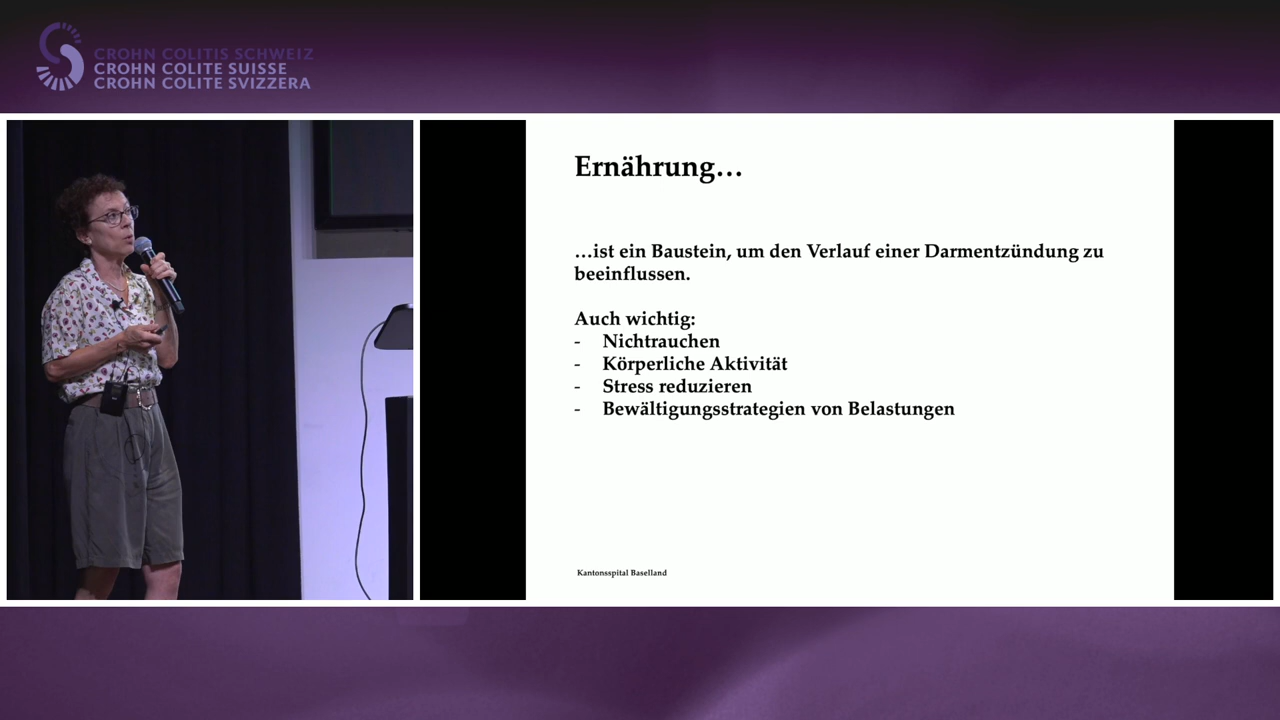 CROHN COLITIS SCHWEIZ
CROHN COLITE SUISSE
CROHN COLITE SVIZZERA
Ernährung...
...ist ein Baustein, um den Verlauf einer Darmentzündung zu
beeinflussen.
Auch wichtig:
- Nichtrauchen
- Körperliche Aktivität
- Stress reduzieren
- Bewältigungsstrategien von Belastungen
Kantonsspital Baselland